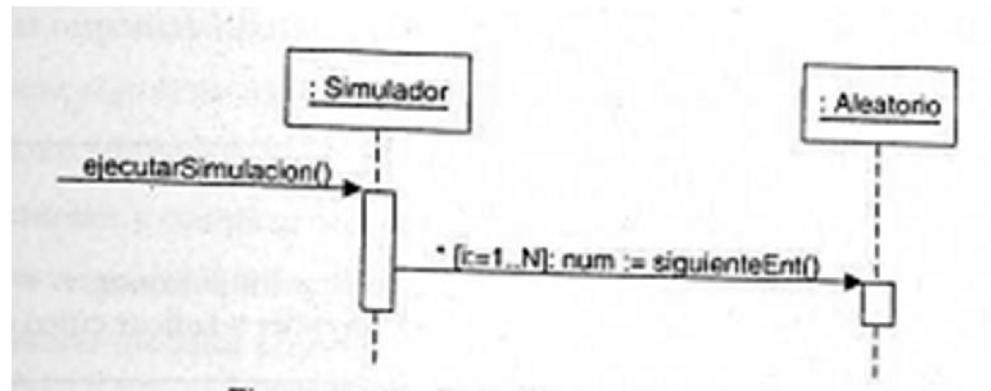 : Simulador
: Aleatorio
ejecutarSimulacion()
* [i:=1..N]: num := siguienteEnt()